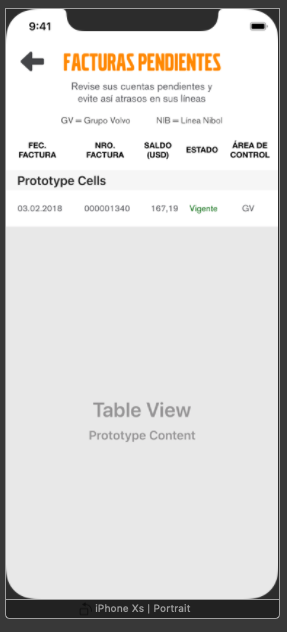 9:41
FACTURAS PENDIENTES
Revise sus cuentas pendientes y
evite así atrasos en sus líneas
GV = Grupo Volvo NIB = Línea Nibol
FEC. FACTURA NRO. FACTURA SALDO (USD) ESTADO ÁREA DE CONTROL
Prototype Cells
03.02.2018 000001340 167,19 Vigente GV
Table View
Prototype Content
iPhone Xs | Portrait